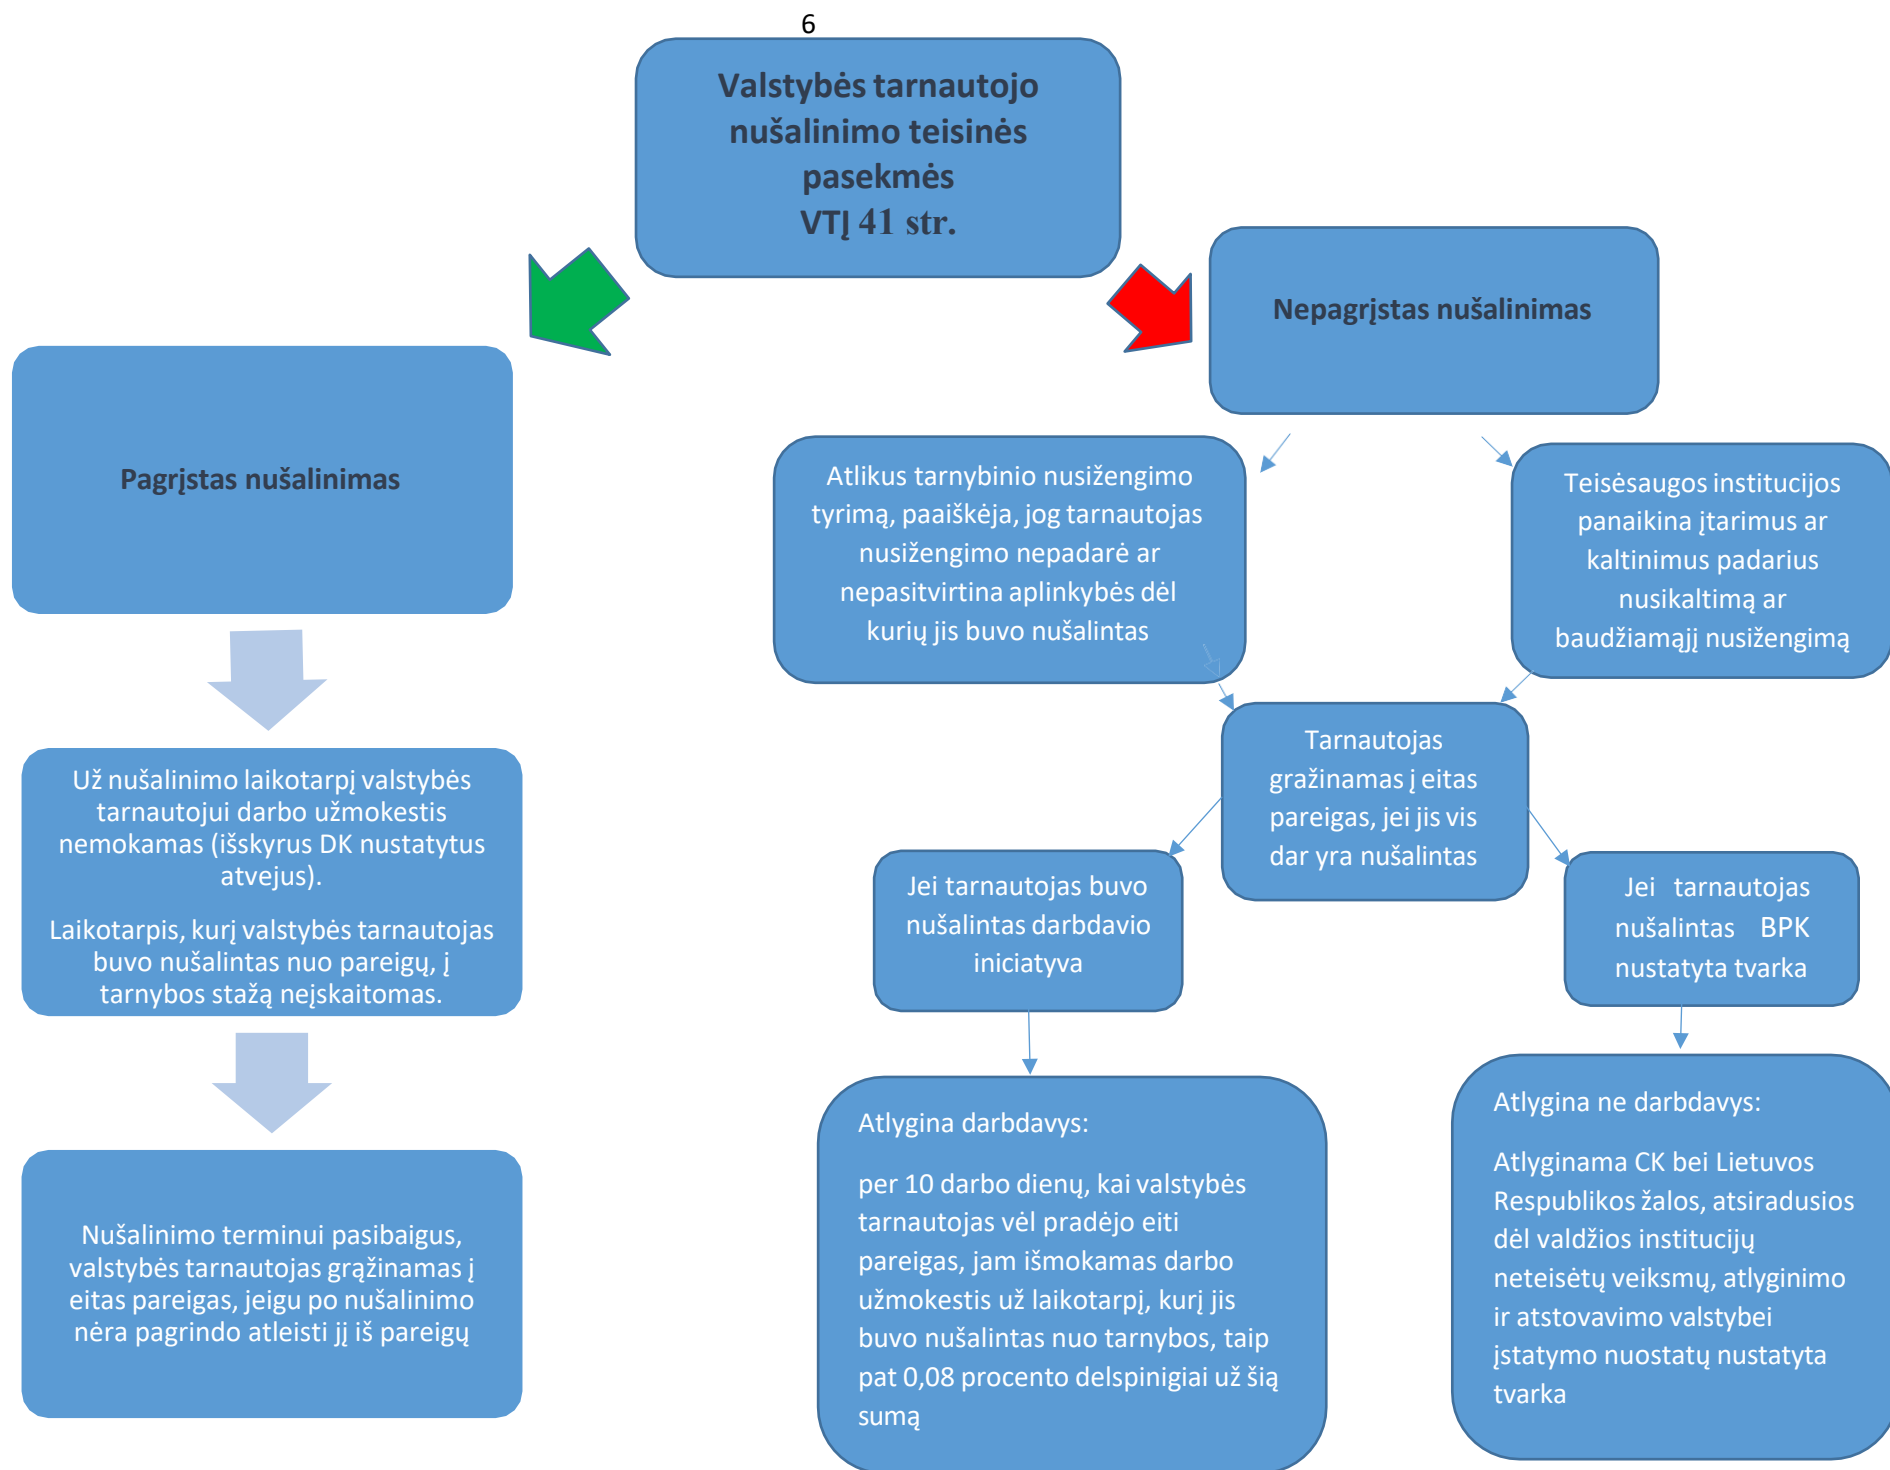 6
Valstybės tarnautojo
nušalinimo teisinės
pasekmės
VTĮ 41 str.
Nepagrįstas nušalinimas
Pagrįstas nušalinimas
Atlikus tarnybinio nusižengimo
tyrimą, paaiškėja, jog tarnautojas
nusižengimo nepadarė ar
nepasitvirtina aplinkybės dėl
kurių jis buvo nušalintas
Teisėsaugos institucijos
panaikina įtarimus ar
kaltinimus padarius
nusikaltimą ar
baudžiamąjį nusižengimą
Už nušalinimo laikotarpį valstybės
tarnautojui darbo užmokestis
nemokamas (išskyrus DK nustatytus
atvejus).
Laikotarpis, kurį valstybės tarnautojas
buvo nušalintas nuo pareigų, į
tarnybos stažą neįskaitomas.
Tarnautojas
gražinamas į eitas
pareigas, jei jis vis
dar yra nušalintas
Jei tarnautojas buvo
nušalintas darbdavio
iniciatyva
Jei tarnautojas
nušalintas BPK
nustatyta tvarka
Nušalinimo terminui pasibaigus,
valstybės tarnautojas grąžinamas į
eitas pareigas, jeigu po nušalinimo
nėra pagrindo atleisti jį iš pareigų
Atlygina darbdavys:
per 10 darbo dienų, kai valstybės
tarnautojas vėl pradėjo eiti
pareigas, jam išmokamas darbo
užmokestis už laikotarpį, kurį jis
buvo nušalintas nuo tarnybos, taip
pat 0,08 procento delspinigiai už šią
sumą
Atlygina ne darbdavys:
Atlyginama CK bei Lietuvos
Respublikos žalos, atsiradusios
dėl valdžios institucijų
neteisėtų veiksmų, atlyginimo
ir atstovavimo valstybei
įstatymo nuostatų nustatyta
tvarka